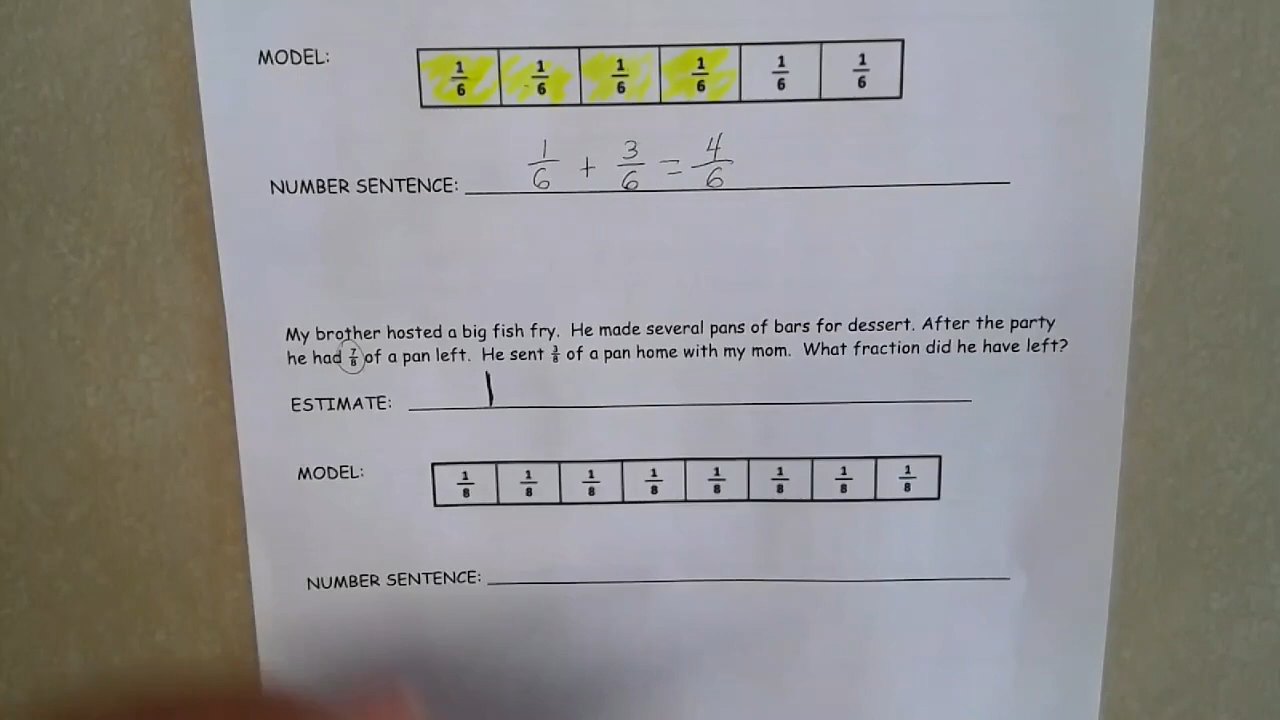 MODEL: 1/6 1/6 1/6 1/6 1/6 1/6
NUMBER SENTENCE: 1/6 + 3/6 = 4/6
My brother hosted a big fish fry. He made several pans of bars for dessert. After the party
he had 7/8 of a pan left. He sent 3/8 of a pan home with my mom. What fraction did he have left?
ESTIMATE: 1
MODEL: 1/8 1/8 1/8 1/8 1/8 1/8 1/8 1/8
NUMBER SENTENCE: